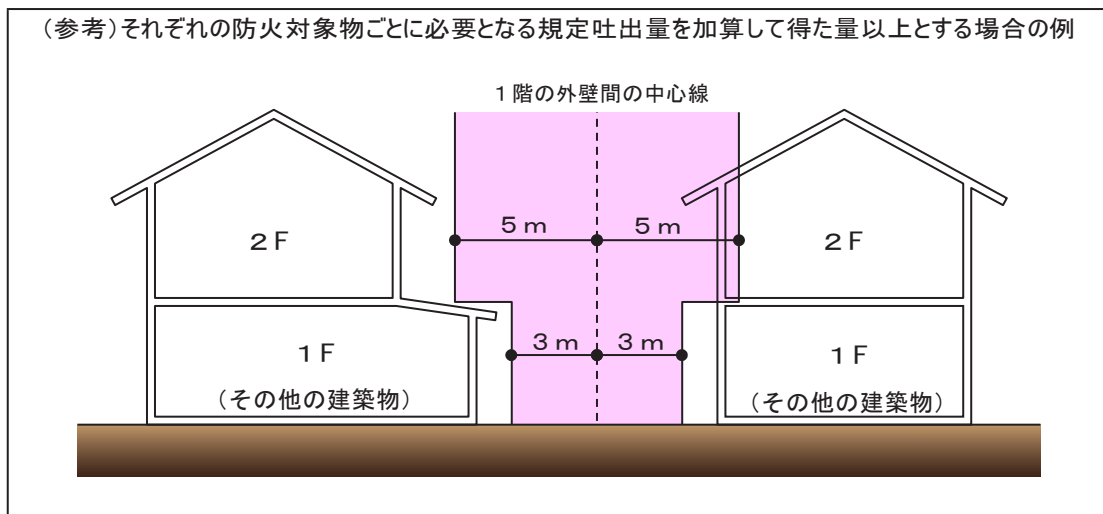 (参考)それぞれの防火対象物ごとに必要となる規定吐出量を加算して得た量以上とする場合の例
1階の外壁間の中心線
5m 5m
2F 2F
3m 3m
1F 1F
(その他の建築物) (その他の建築物)